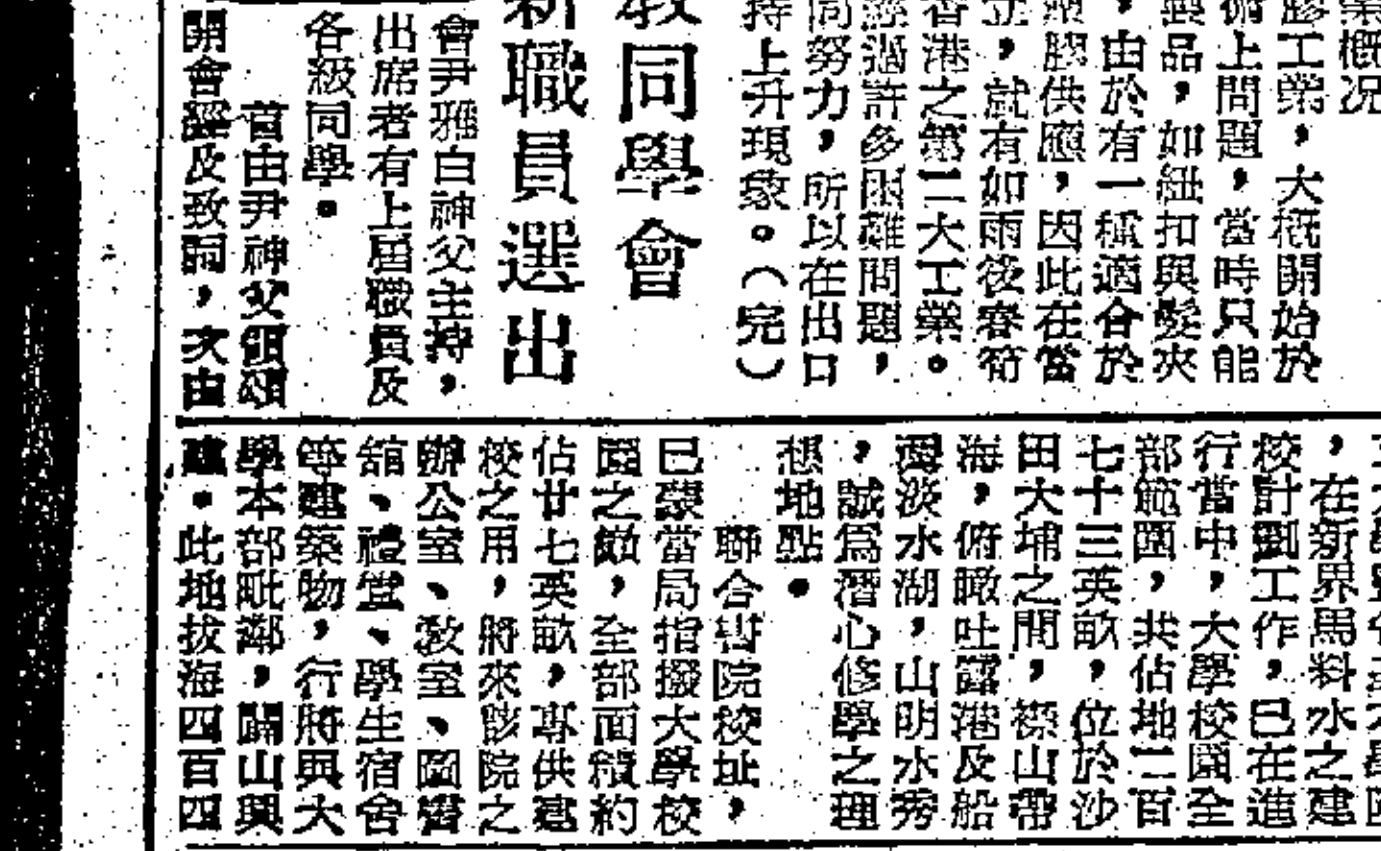 概况
膠工業，大概開始於
術上問題，當時只能
製品，如紐扣與髮夾
，由於有一種適合於
膠供應，因此在當
立，就有如雨後春筍
香港之第二大工業。
經過許多困難問題，
同努力，所以在出口
持上升現象。（完）
教同學會
新職員選出
會尹雅白神父主持，
出席者有上屆職員及
各級同學。
首由尹神父領頌
開會經及致詞，次由
，在新界馬料水之建
校計劃工作，已在進
行當中，大學校園全
部範圍，共佔地二百
七十三英畝，位於沙
田大埔之間，襟山帶
海，俯瞰吐露港及船
灣淡水湖，山明水秀
，誠爲潛心修學之理
想地點。
聯合書院校址，
已蒙當局指撥大學校
園之巓，全部面積約
佔廿七英畝，專供建
校之用，將來該院之
辦公室、教室、圖書
舘、禮堂、學生宿舍
等建築物，行將與大
學本部毗鄰，闢山興
建。此地拔海四百四